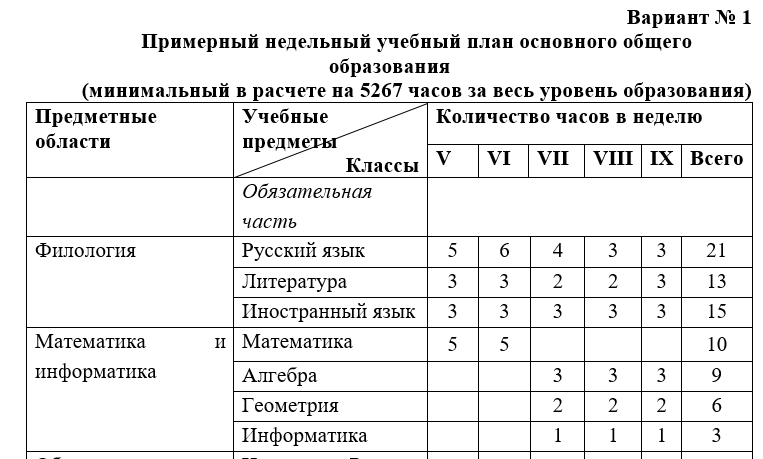 Вариант № 1
Примерный недельный учебный план основного общего
образования
(минимальный в расчете на 5267 часов за весь уровень образования)
Предметные области Учебные предметы Классы Количество часов в неделю
V VI VII VIII IX Всего
Обязательная часть
Филология Русский язык 5 6 4 3 3 21
Литература 3 3 2 2 3 13
Иностранный язык 3 3 3 3 3 15
Математика и информатика Математика 5 5 10
Алгебра 3 3 3 9
Геометрия 2 2 2 6
Информатика 1 1 1 3